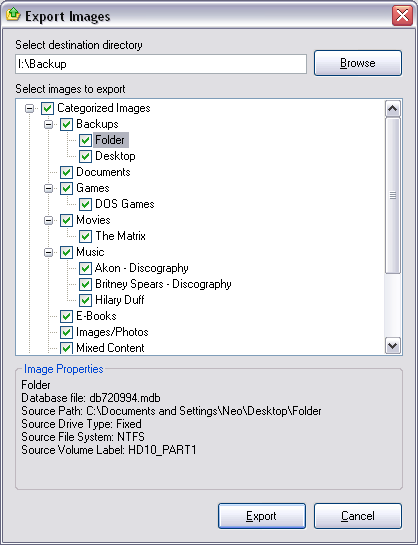 Export Images
Select destination directory
I:\Backup
Browse
Select images to export
Categorized Images
Backups
Folder
Desktop
Documents
Games
DOS Games
Movies
The Matrix
Music
Akon - Discography
Britney Spears - Discography
Hilary Duff
E-Books
Images/Photos
Mixed Content
Image Properties
Folder
Database file: db720994.mdb
Source Path: C:\Documents and Settings\Neo\Desktop\Folder
Source Drive Type: Fixed
Source File System: NTFS
Source Volume Label: HD10_PART1
Export
Cancel